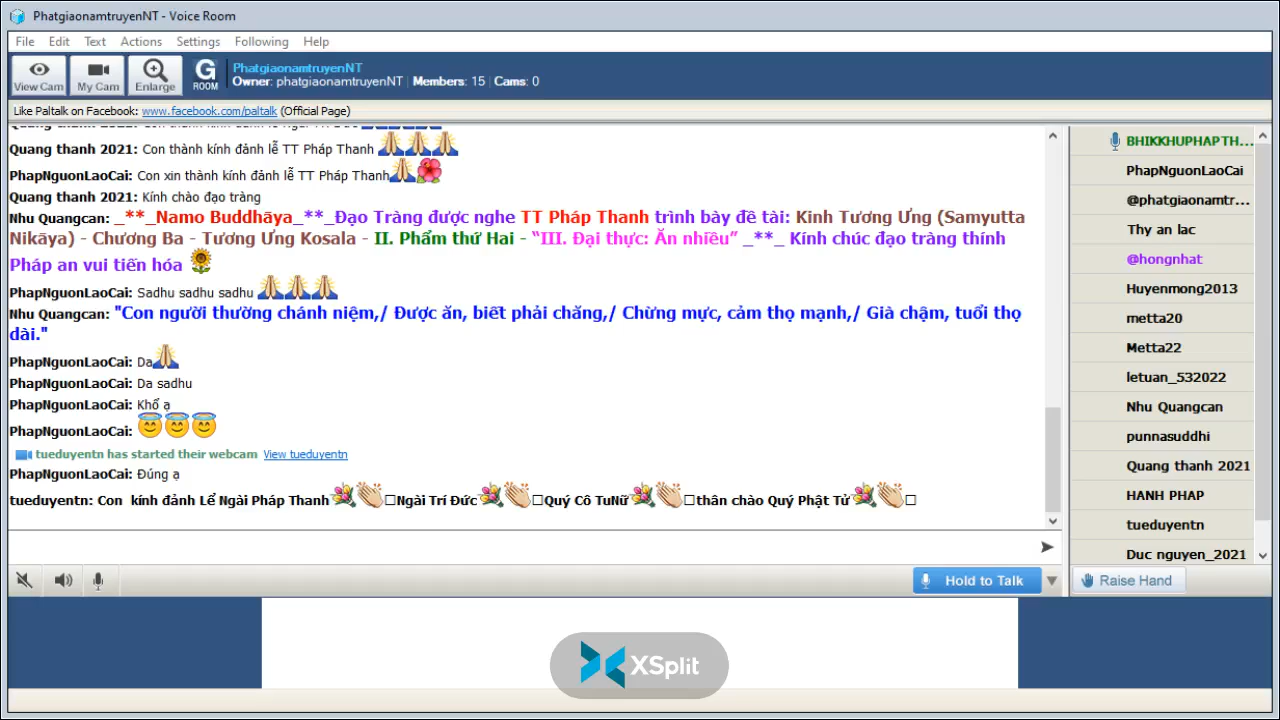 PhatgiaonamtruyenNT - Voice Room
File Edit Text Actions Settings Following Help
View Cam My Cam Enlarge G ROOM
PhatgiaonamtruyenNT
Owner: phatgiaonamtruyenNT | Members: 15 | Cams: 0
Like Paltalk on Facebook: www.facebook.com/paltalk (Official Page)
Quang thanh 2021: Con thành kính đảnh lễ TT Pháp Thanh
PhapNguonLaoCai: Con xin thành kính đảnh lễ TT Pháp Thanh
Quang thanh 2021: Kính chào đạo tràng
Nhu Quangcan: _**_Namo Buddhāya_**_Đạo Tràng được nghe TT Pháp Thanh trình bày đề tài: Kinh Tương Ưng (Samyutta
Nikāya) - Chương Ba - Tương Ưng Kosala - II. Phẩm thứ Hai - “III. Đại thực: Ăn nhiều” _**_ Kính chúc đạo tràng thính
Pháp an vui tiến hóa
PhapNguonLaoCai: Sadhu sadhu sadhu
Nhu Quangcan: "Con người thường chánh niệm,/ Được ăn, biết phải chăng,/ Chừng mực, cảm thọ mạnh,/ Già chậm, tuổi thọ
dài."
PhapNguonLaoCai: Da
PhapNguonLaoCai: Da sadhu
PhapNguonLaoCai: Khổ ạ
PhapNguonLaoCai:
tueduyentn has started their webcam View tueduyentn
PhapNguonLaoCai: Đúng ạ
tueduyentn: Con kính đảnh Lể Ngài Pháp Thanh Ngài Trí Đức Quý Cô TuNữ thân chào Quý Phật Tử
Hold to Talk
BHIKKHUPHAPTH...
PhapNguonLaoCai
@phatgiaonamtr...
Thy an lac
@hongnhat
Huyenmong2013
metta20
Metta22
letuan_532022
Nhu Quangcan
punnasuddhi
Quang thanh 2021
HANH PHAP
tueduyentn
Duc nguyen_2021
Raise Hand
XSplit